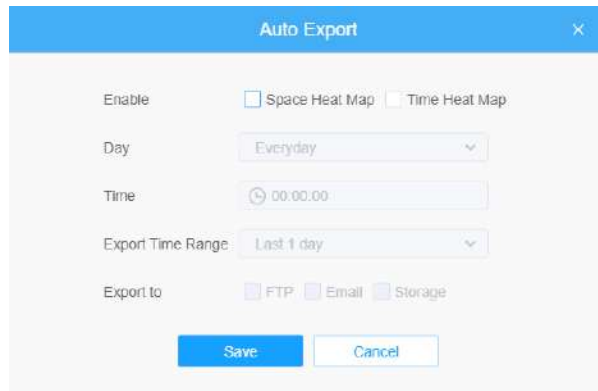 Auto Export
Enable Space Heat Map Time Heat Map
Day Everyday
Time 00:00:00
Export Time Range Last 1 day
Export to FTP Email Storage
Save Cancel